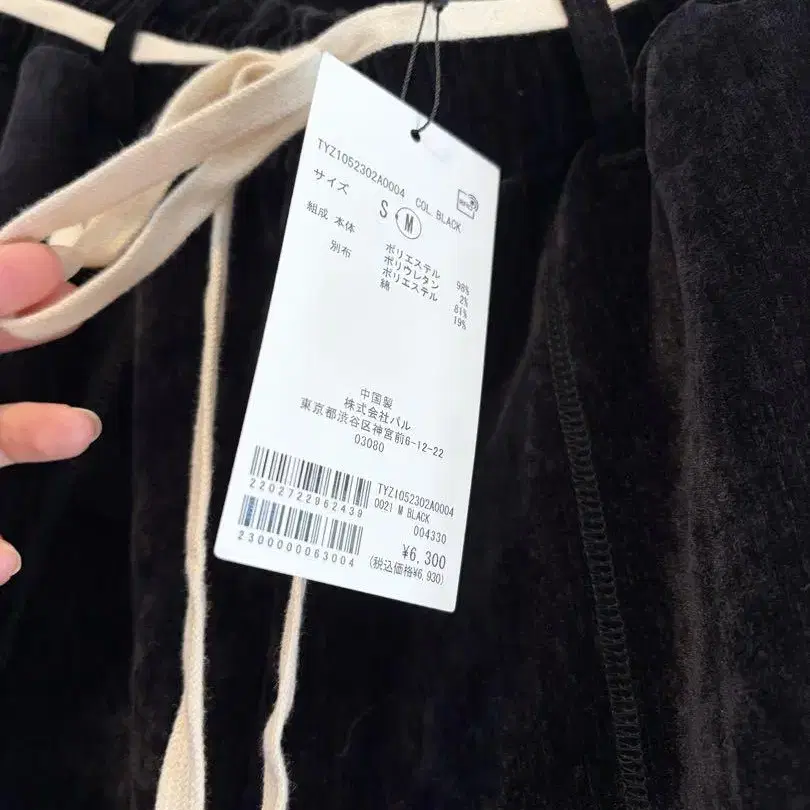 TYZ1052302A0004 COL. BLACK
サイズ S M
組成 本体 ポリエステル 98%
ポリウレタン 2%
別布 ポリエステル 81%
綿 19%
中国製
株式会社パル
東京都渋谷区神宮前6-12-22
03080
2202722962439
TYZ1052302A0004
0021 M BLACK
004330
2300000063004
¥6,300
(税込価格¥6,930)